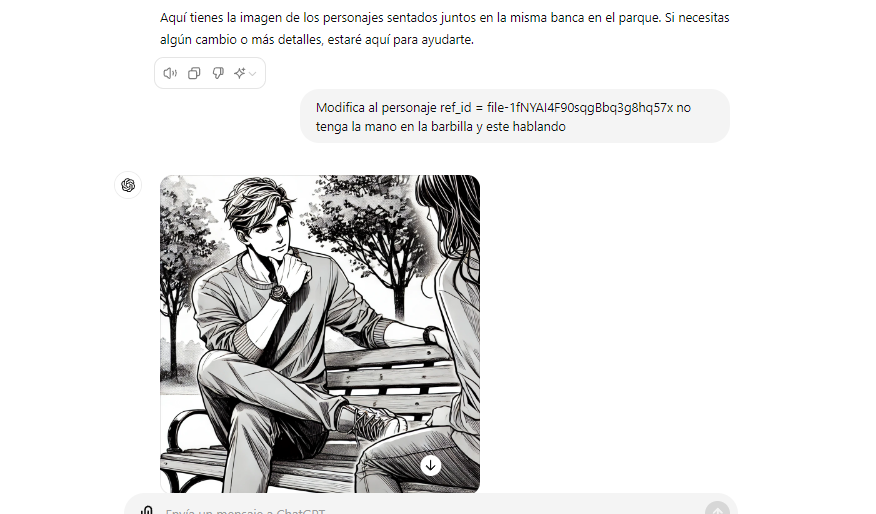 Aquí tienes la imagen de los personajes sentados juntos en la misma banca en el parque. Si necesitas
algún cambio o más detalles, estaré aquí para ayudarte.
Modifica al personaje ref_id = file-1fNYAI4F90sqgBbq3g8hq57x no
tenga la mano en la barbilla y este hablando
Envía un mensaje a ChatGPT